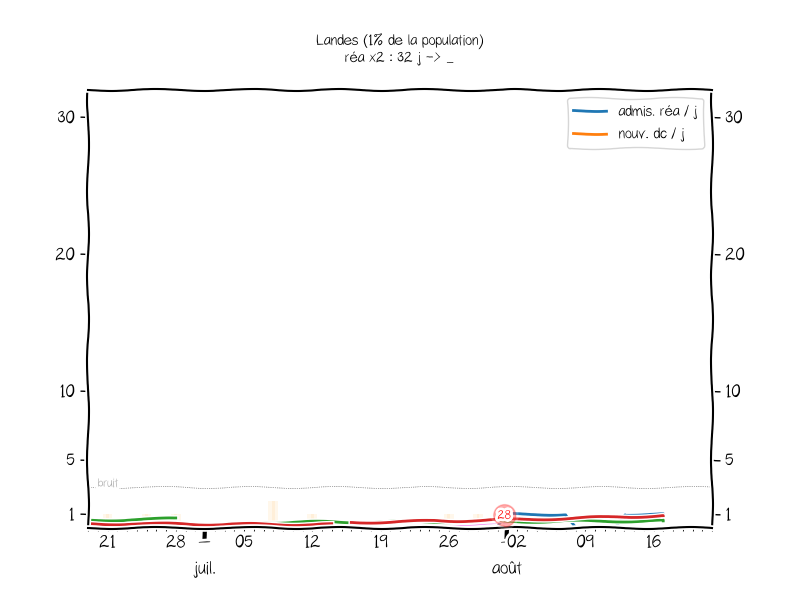 Landes (1% de la population)
réa x2 : 32 j -> _
30
30
admis. réa / j
nouv. dc / j
20
20
10
10
5
5
bruit
1
28
1
21 28 05 12 19 26 02 09 16
juil. août